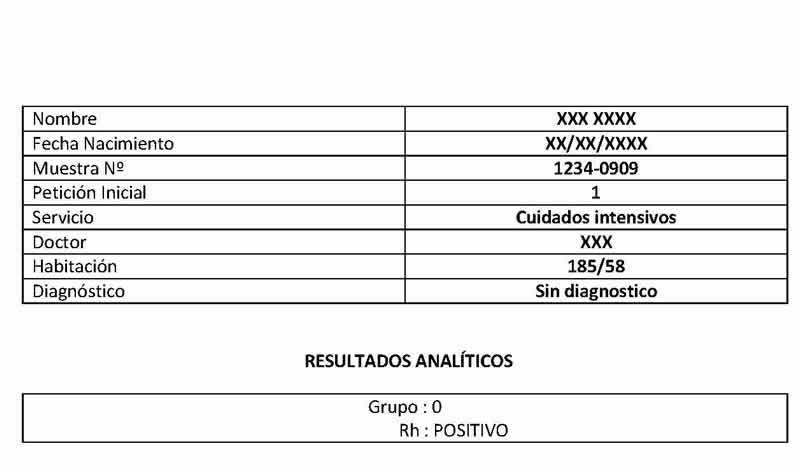 Nombre XXX XXXX
Fecha Nacimiento XX/XX/XXXX
Muestra Nº 1234-0909
Petición Inicial 1
Servicio Cuidados intensivos
Doctor XXX
Habitación 185/58
Diagnóstico Sin diagnostico
RESULTADOS ANALÍTICOS
Grupo : 0
Rh : POSITIVO